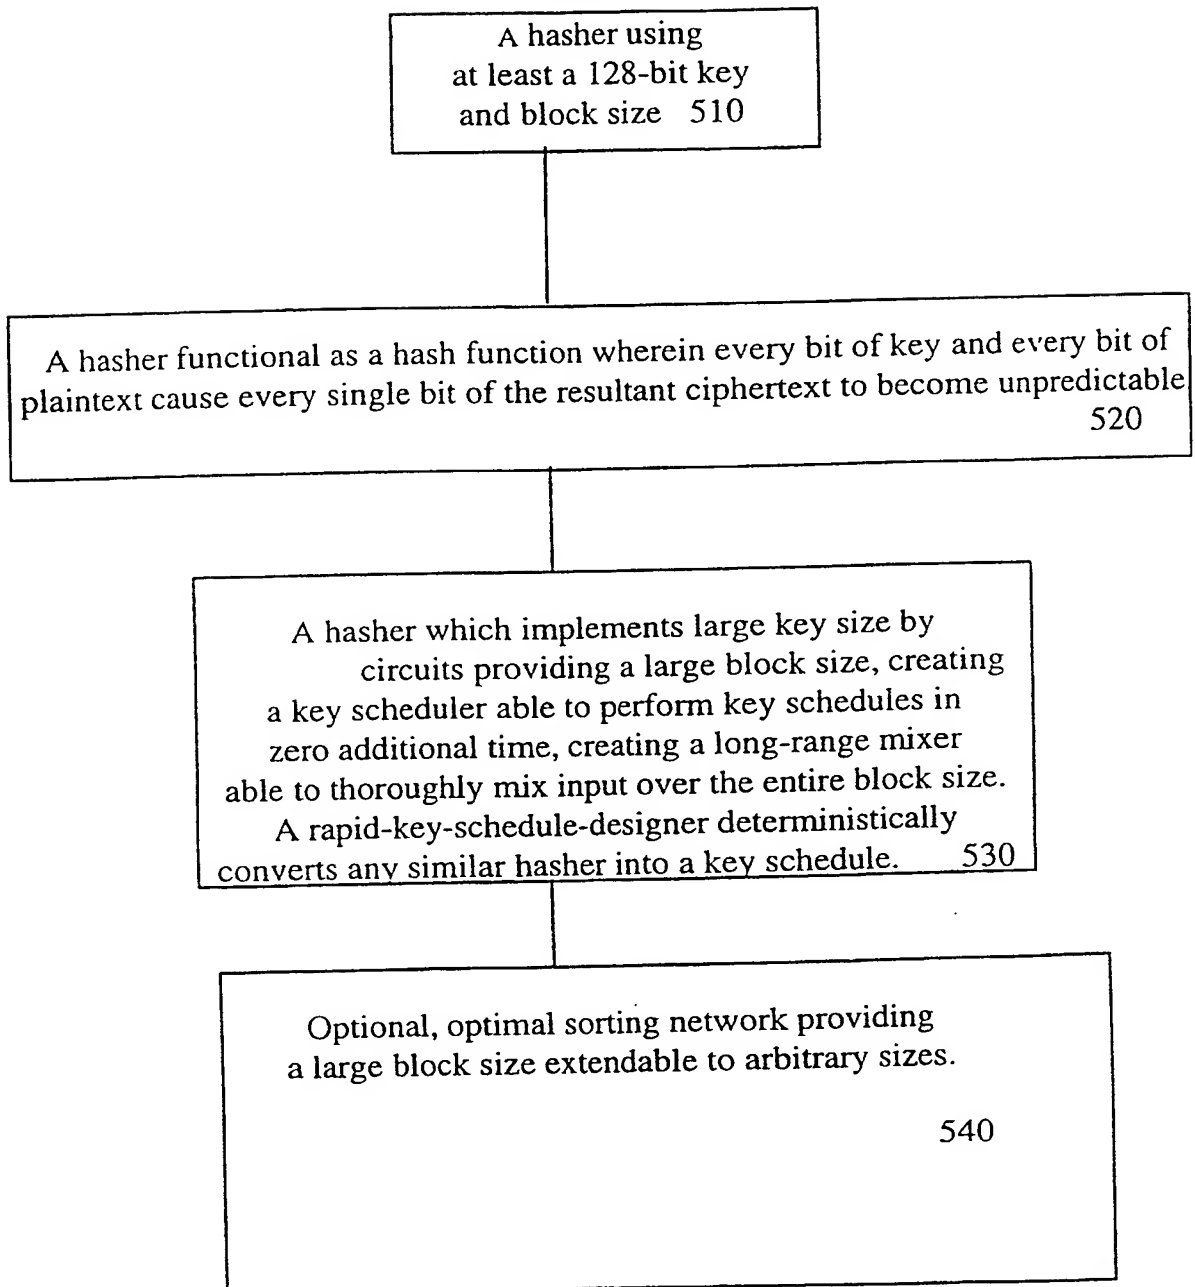 A hasher using
at least a 128-bit key
and block size 510
A hasher functional as a hash function wherein every bit of key and every bit of
plaintext cause every single bit of the resultant ciphertext to become unpredictable
520
A hasher which implements large key size by
circuits providing a large block size, creating
a key scheduler able to perform key schedules in
zero additional time, creating a long-range mixer
able to thoroughly mix input over the entire block size.
A rapid-key-schedule-designer deterministically
converts any similar hasher into a key schedule. 530
Optional, optimal sorting network providing
a large block size extendable to arbitrary sizes.
540